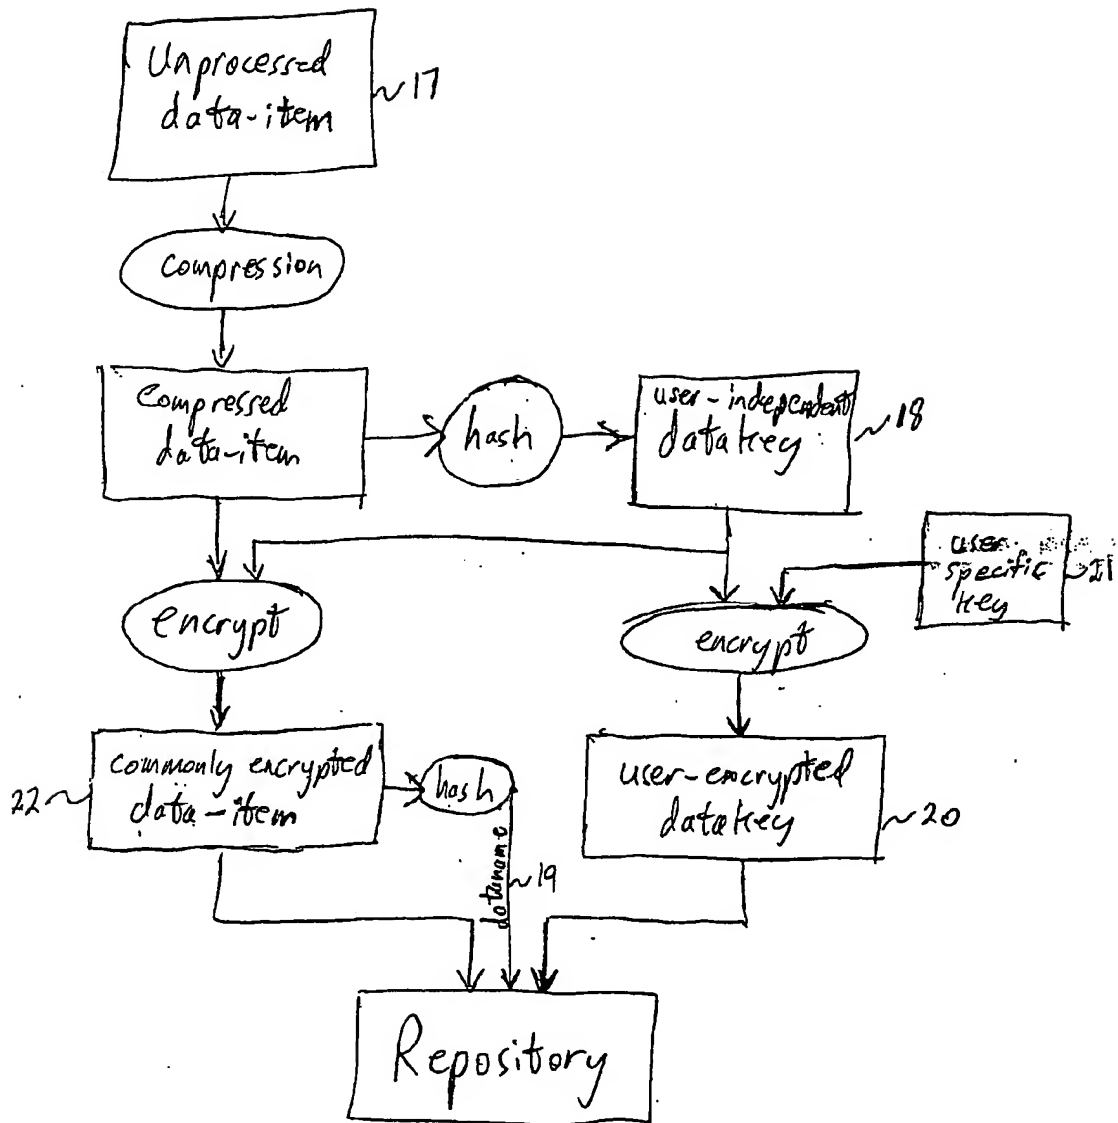 Unprocessed
data-item
17
compression
Compressed
data-item
hash
user-independent
datakey
18
user
specific
key
21
encrypt
encrypt
commonly encrypted
data-item
22
hash
dataname
19
user-encrypted
datakey
20
Repository